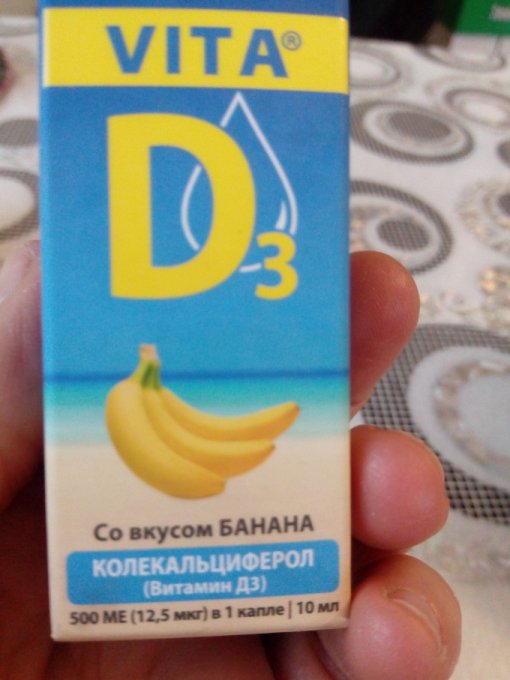 VITA®
D3
Со вкусом БАНАНА
КОЛЕКАЛЬЦИФЕРОЛ
(Витамин Д3)
500 МЕ (12,5 мкг) в 1 капле | 10 мл